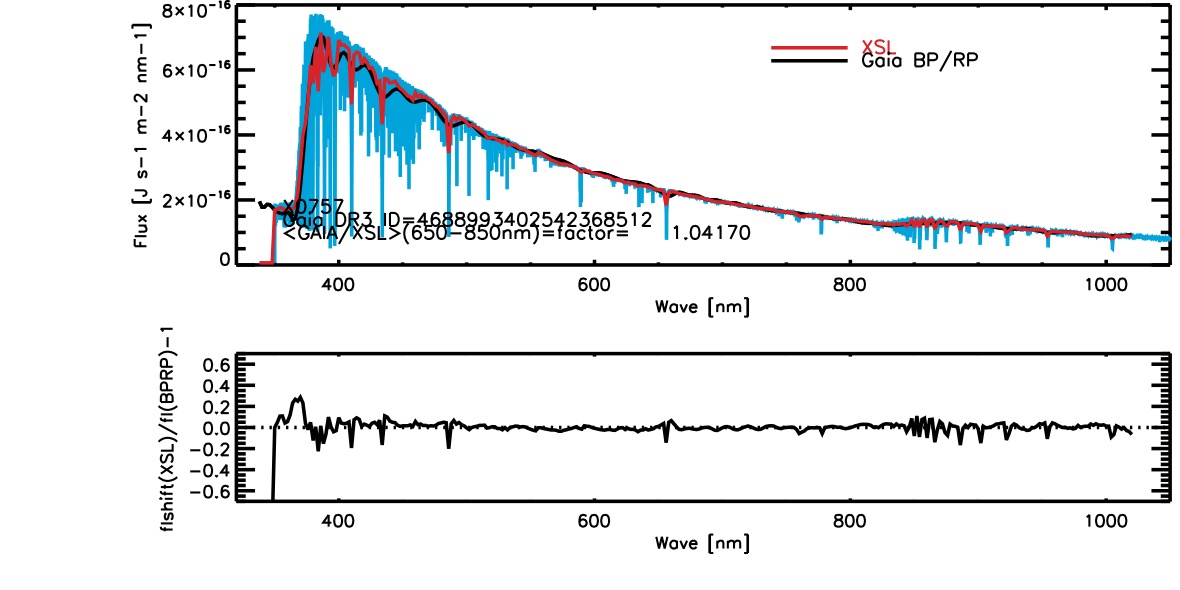 8×10⁻¹⁶
6×10⁻¹⁶
4×10⁻¹⁶
2×10⁻¹⁶
0
Flux [J s-1 m-2 nm-1]
XSL
Gaia BP/RP
X0757
Gaia DR3 ID=4688993402542368512
<GAIA/XSL>(650-850nm)=factor= 1.04170
400 600 800 1000
Wave [nm]
flshift(XSL)/fl(BPRP)-1
0.6
0.4
0.2
0.0
-0.2
-0.4
-0.6
400 600 800 1000
Wave [nm]